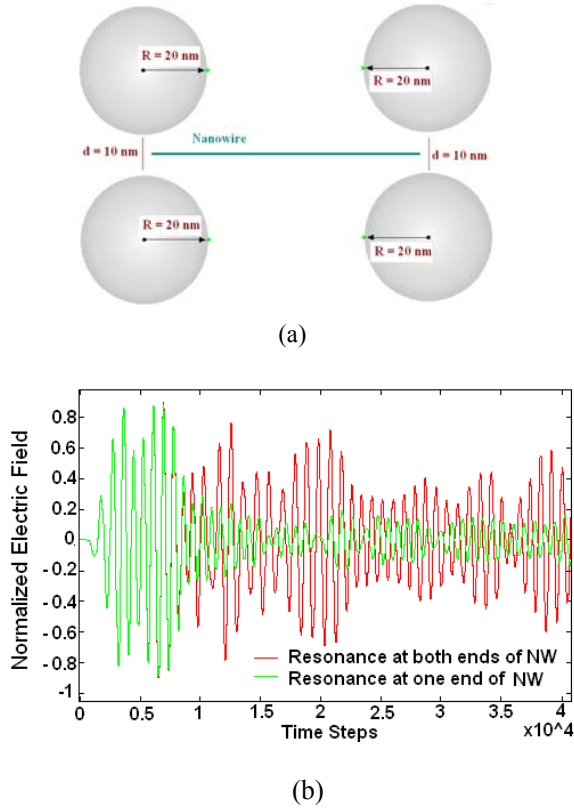 R = 20 nm
R = 20 nm
Nanowire
d = 10 nm
d = 10 nm
R = 20 nm
R = 20 nm
(a)
Normalized Electric Field
0.8
0.6
0.4
0.2
0
-0.2
-0.4
-0.6
-0.8
-1
Resonance at both ends of NW
Resonance at one end of NW
0
0.5
1
1.5
2
2.5
3
3.5
4
Time Steps
x10^4
(b)